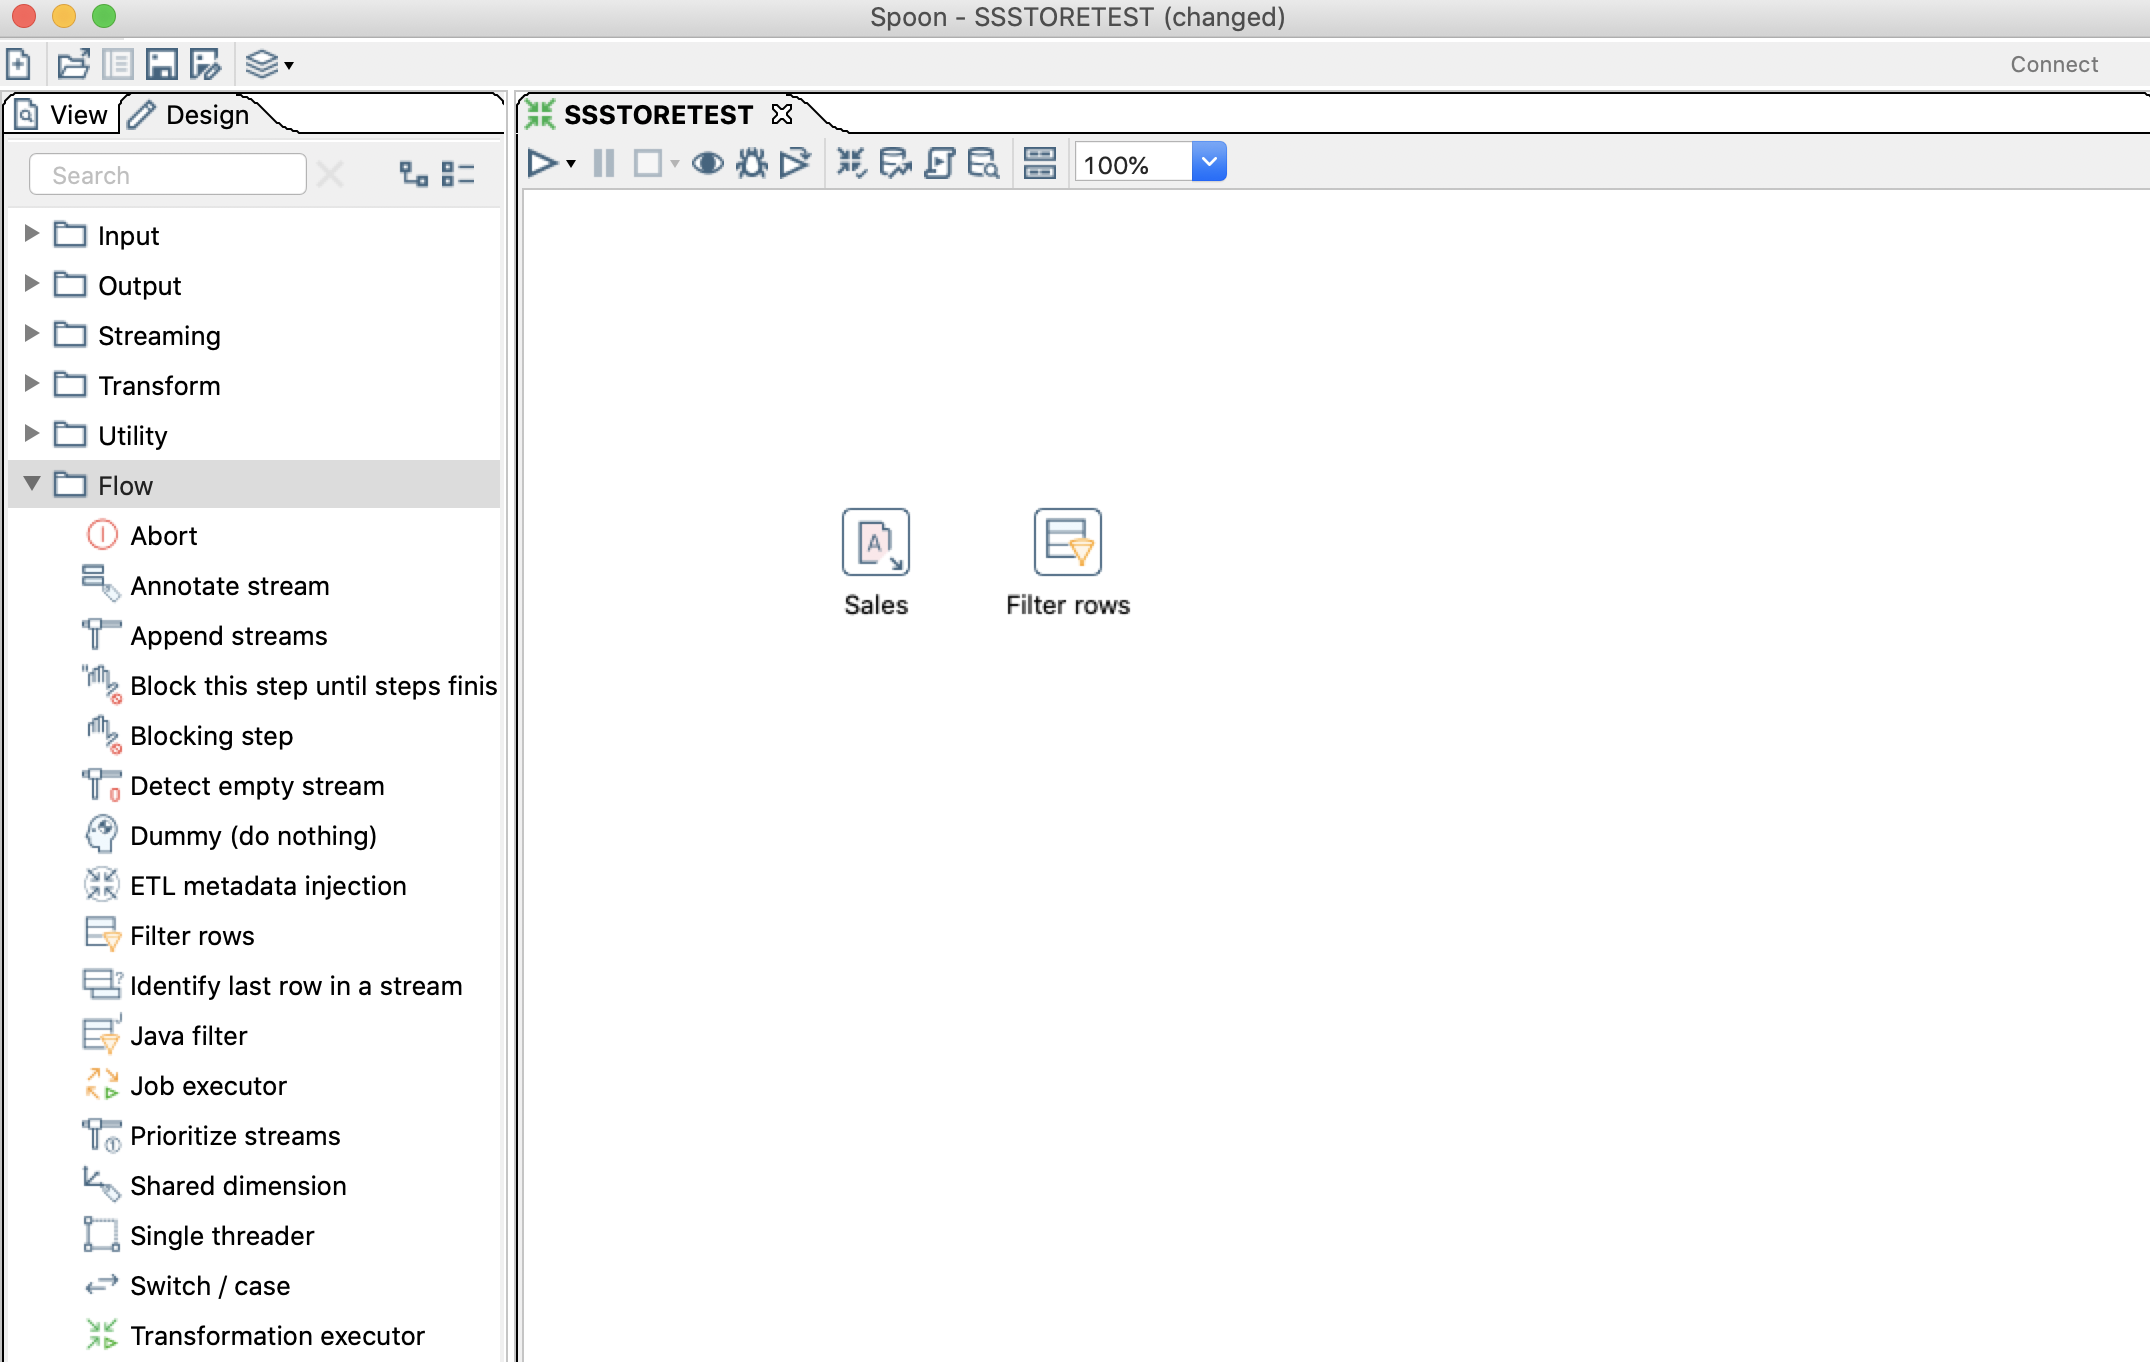 Spoon - SSSTORETEST (changed)
Connect
View
Design
SSSTORETEST
Search
100%
Input
Output
Streaming
Transform
Utility
Flow
Abort
Annotate stream
Append streams
Block this step until steps finis
Blocking step
Detect empty stream
Dummy (do nothing)
ETL metadata injection
Filter rows
Identify last row in a stream
Java filter
Job executor
Prioritize streams
Shared dimension
Single threader
Switch / case
Transformation executor
A
Sales
Filter rows